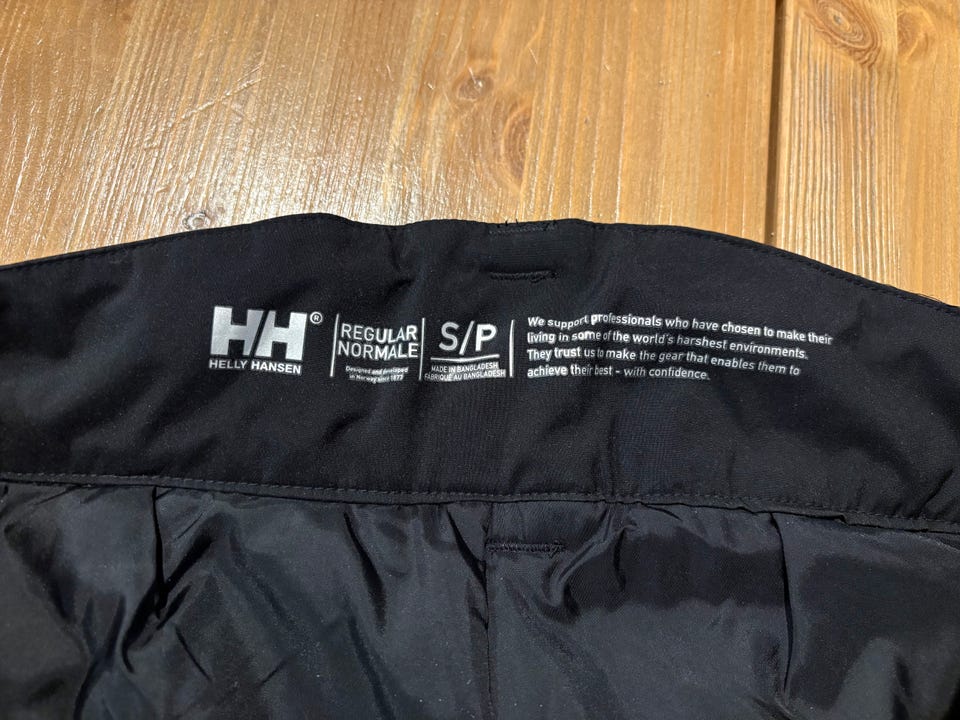 HH®
HELLY HANSEN
REGULAR
NORMALE
Designed and developed
in Norway since 1877
S/P
MADE IN BANGLADESH
FABRIQUÉ AU BANGLADESH
We support professionals who have chosen to make their
living in some of the world's harshest environments.
They trust us to make the gear that enables them to
achieve their best - with confidence.